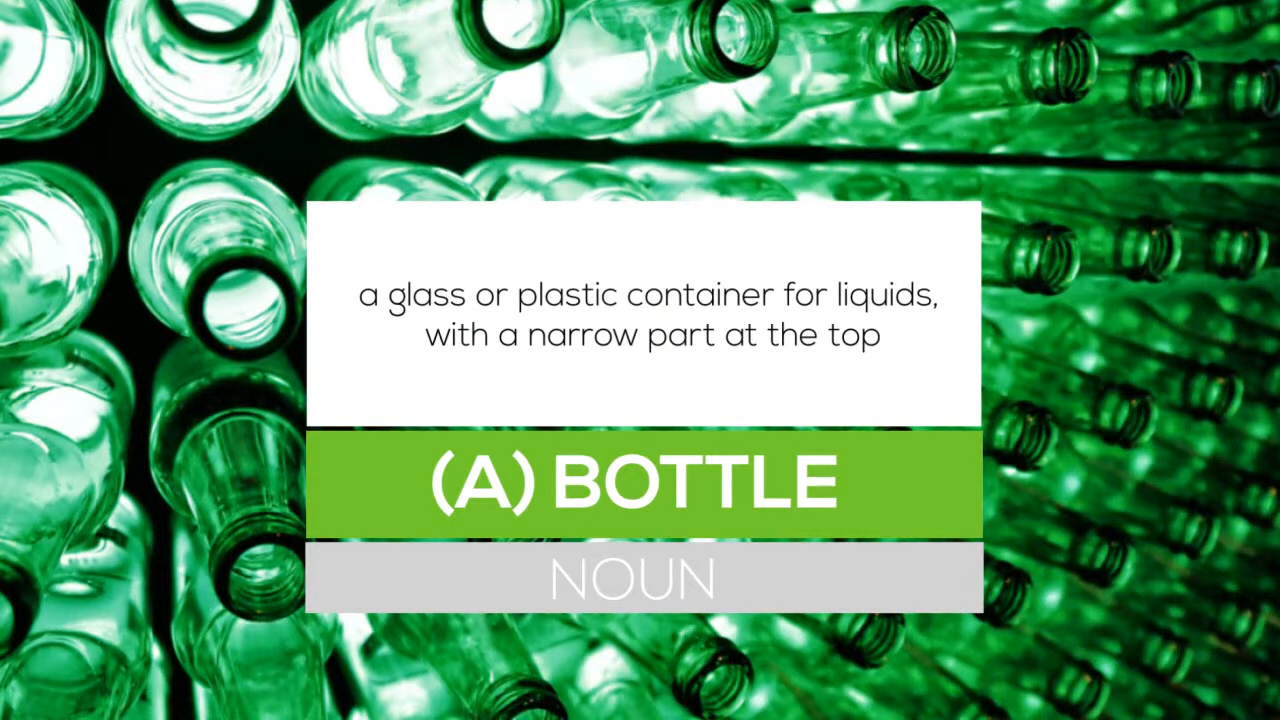 a glass or plastic container for liquids,
with a narrow part at the top
(A) BOTTLE
NOUN